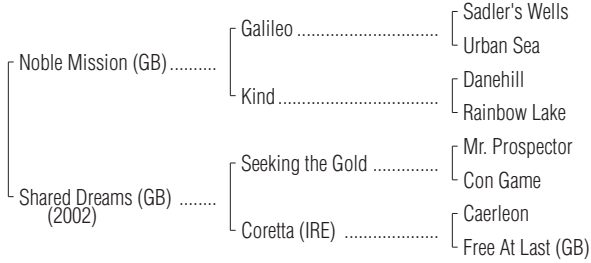 Sadler's Wells
Galileo ....................................
Urban Sea
Noble Mission (GB)..........
Danehill
Kind.........................................
Rainbow Lake
Mr. Prospector
Seeking the Gold ................
Con Game
Shared Dreams (GB) ........
(2002)
Caerleon
Coretta (IRE) .......................
Free At Last (GB)